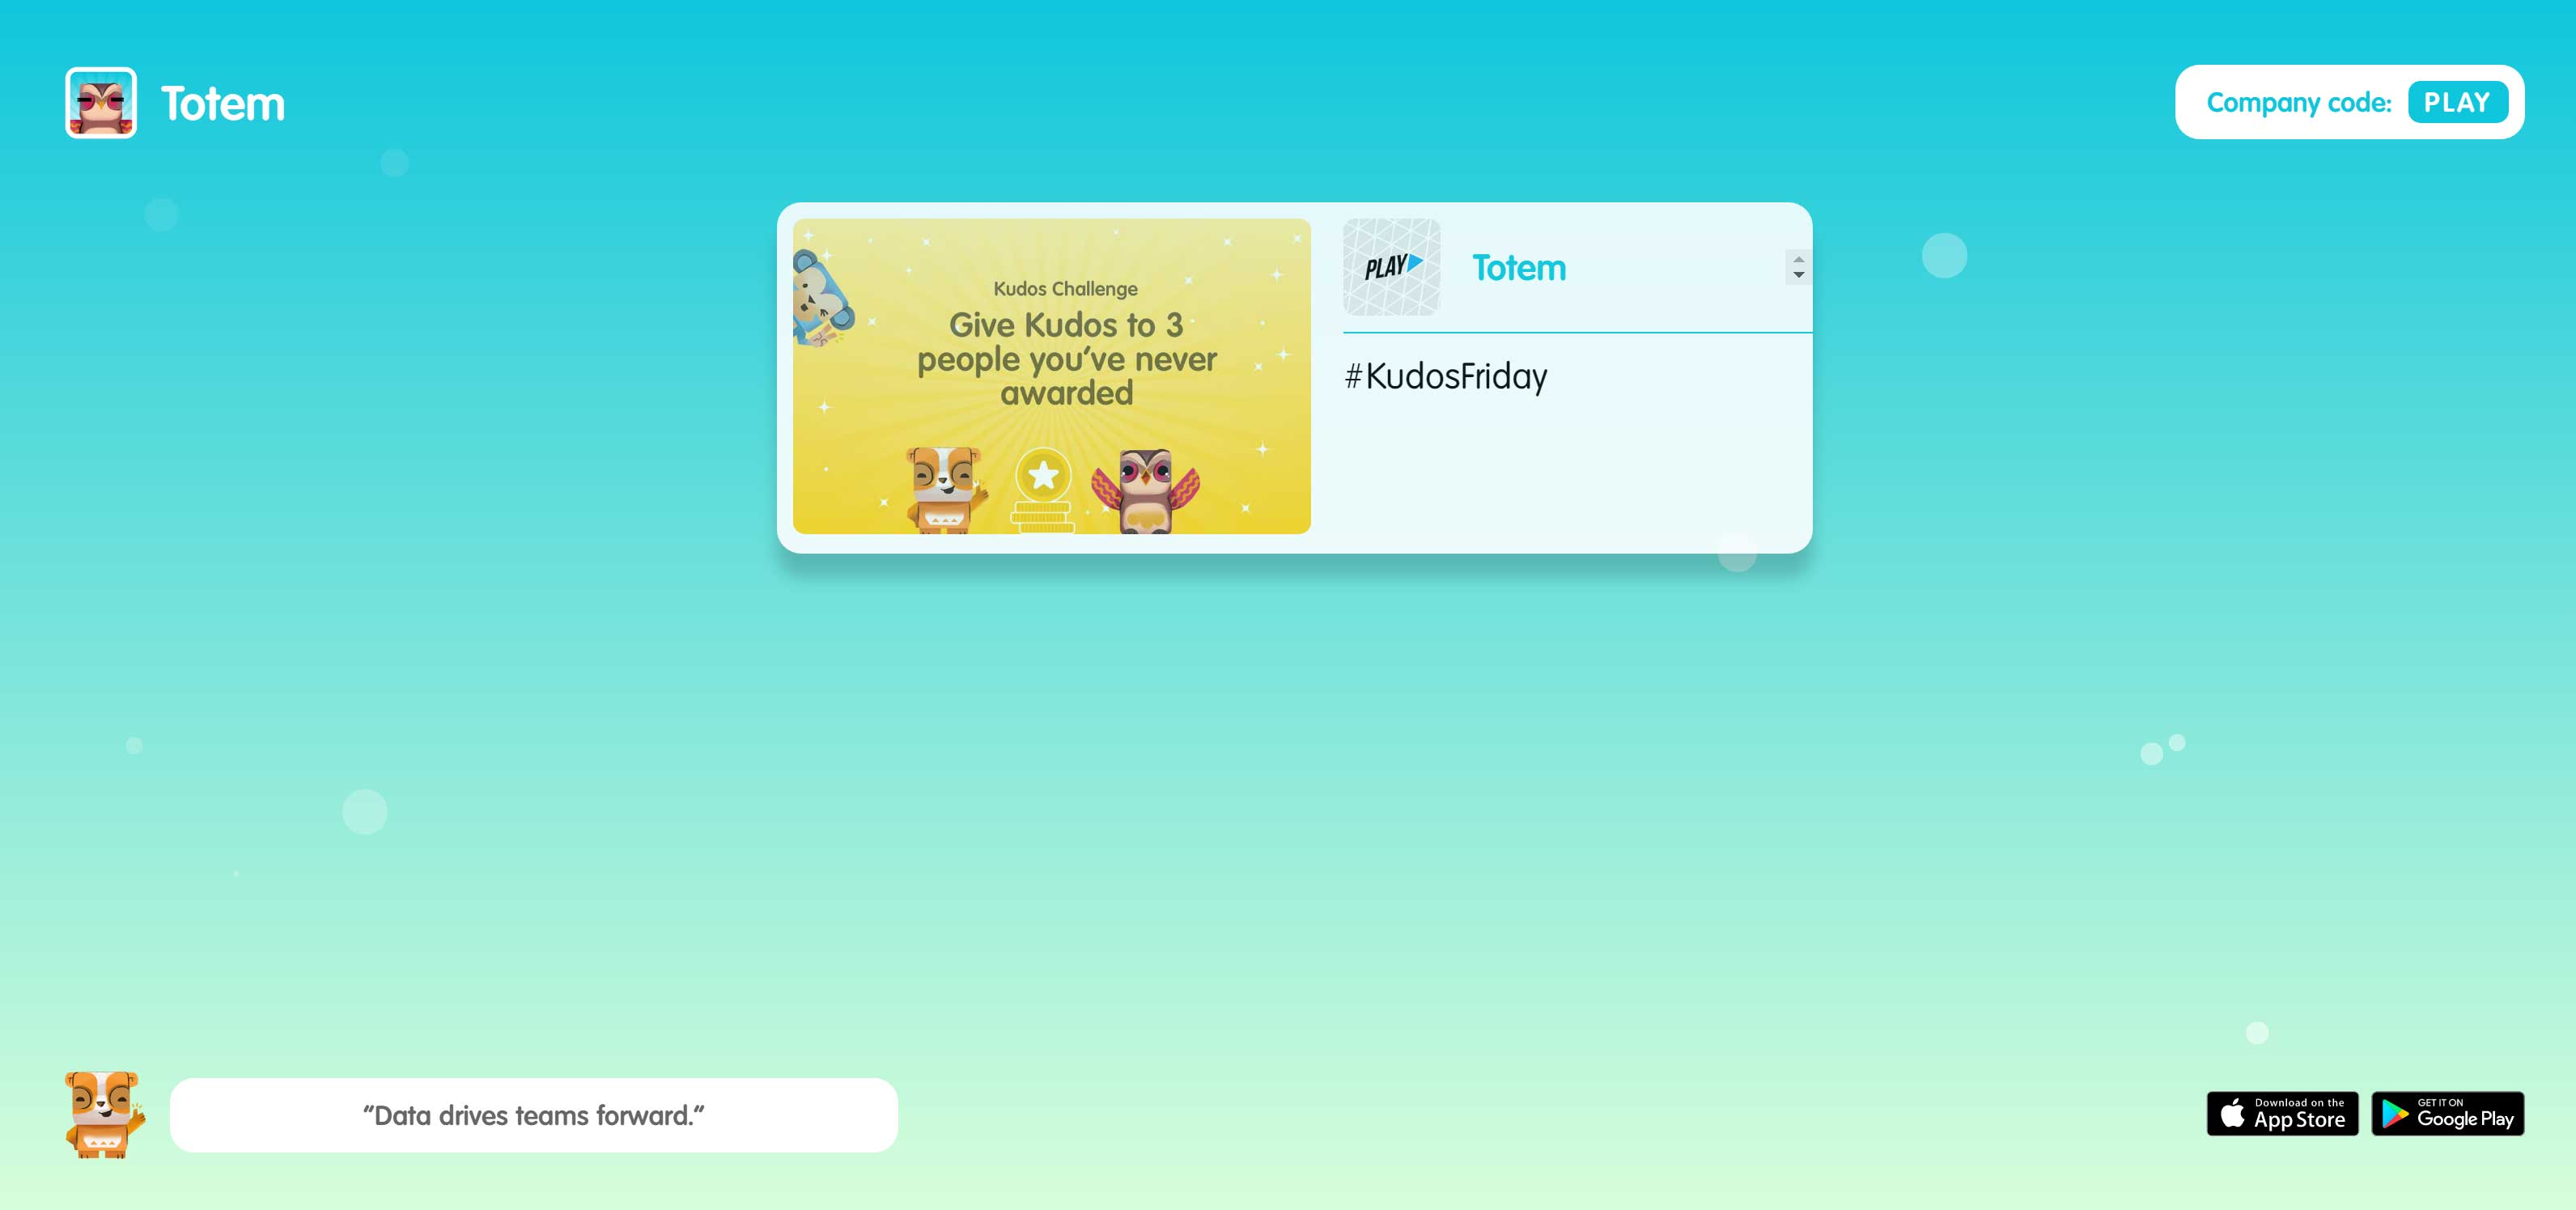 Totem
Company code: PLAY
Kudos Challenge
Give Kudos to 3
people you’ve never
awarded
PLAY
Totem
#KudosFriday
“Data drives teams forward.”
Download on the
App Store
GET IT ON
Google Play